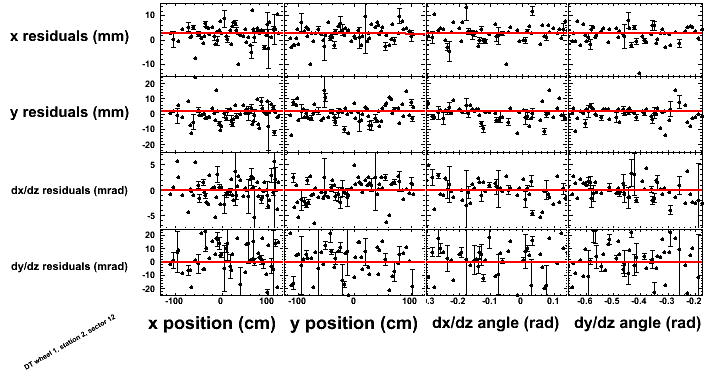 x residuals (mm)
10
0
-10
y residuals (mm)
20
10
0
-10
-20
dx/dz residuals (mrad)
5
0
-5
dy/dz residuals (mrad)
20
10
0
-10
-20
-100 0 100 -100 0 100 0.3 -0.2 -0.1 0 0.1 -0.6 -0.5 -0.4 -0.3 -0.2
x position (cm) y position (cm) dx/dz angle (rad) dy/dz angle (rad)
DT wheel 1, station 2, sector 12